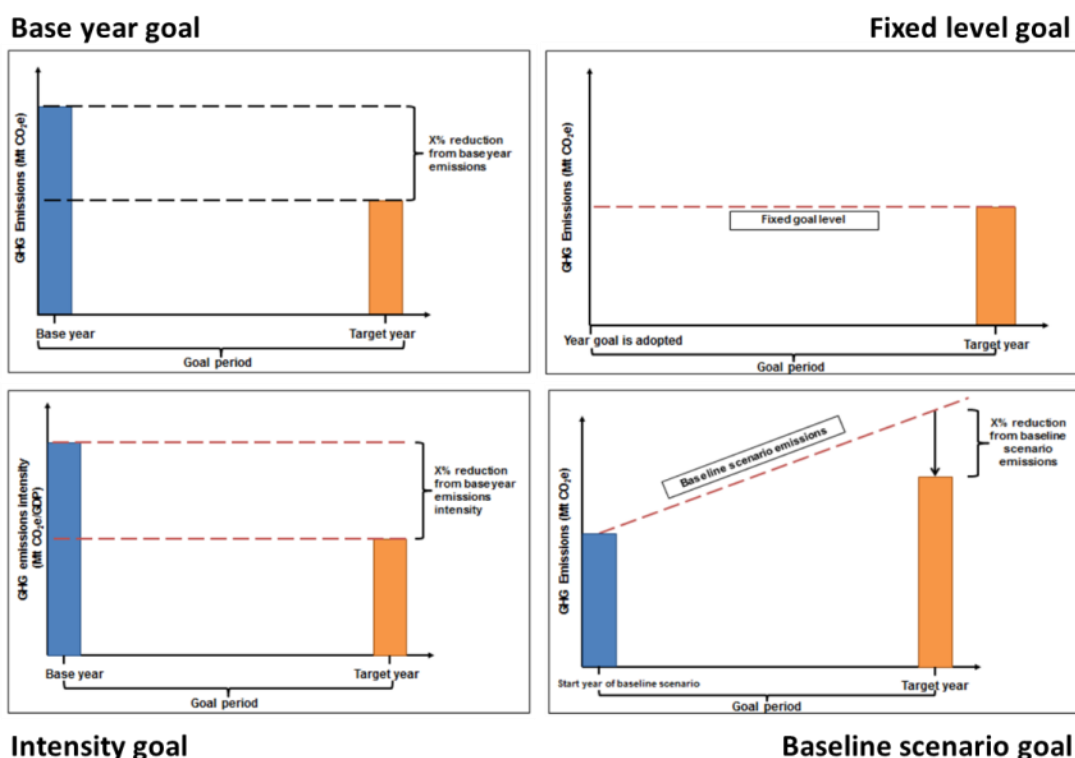 Base year goal
Fixed level goal
GHG Emissions (Mt CO₂e)
X% reduction
from base year
emissions
Base year
Target year
Goal period
GHG Emissions (Mt CO₂e)
Fixed goal level
Year goal is adopted
Target year
Goal period
GHG emissions intensity
(Mt CO₂e/GDP)
X% reduction
from base year
emissions
intensity
Base year
Target year
Goal period
GHG Emissions (Mt CO₂e)
Baseline scenario emissions
X% reduction
from baseline
scenario
emissions
Start year of baseline scenario
Target year
Goal period
Intensity goal
Baseline scenario goal